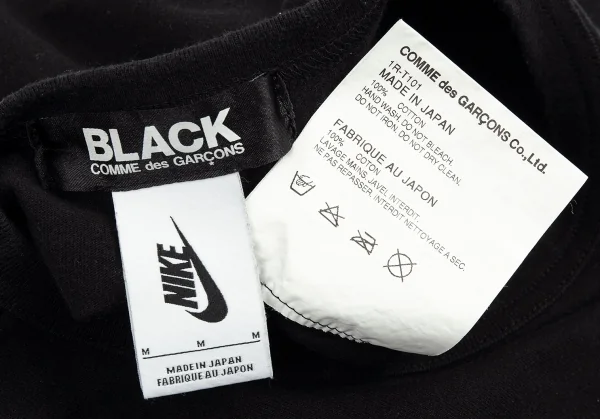 BLACK
COMME des GARÇONS
NIKE
M M M
MADE IN JAPAN
FABRIQUE AU JAPON
COMME des GARÇONS Co., Ltd.
1R-T101
MADE IN JAPAN
100% COTTON
HAND WASH. DO NOT BLEACH.
DO NOT IRON. DO NOT DRY CLEAN.
FABRIQUE AU JAPON
100% COTON
LAVAGE MAINS. JAVEL INTERDIT.
NE PAS REPASSER. INTERDIT NETTOYAGE A SEC.